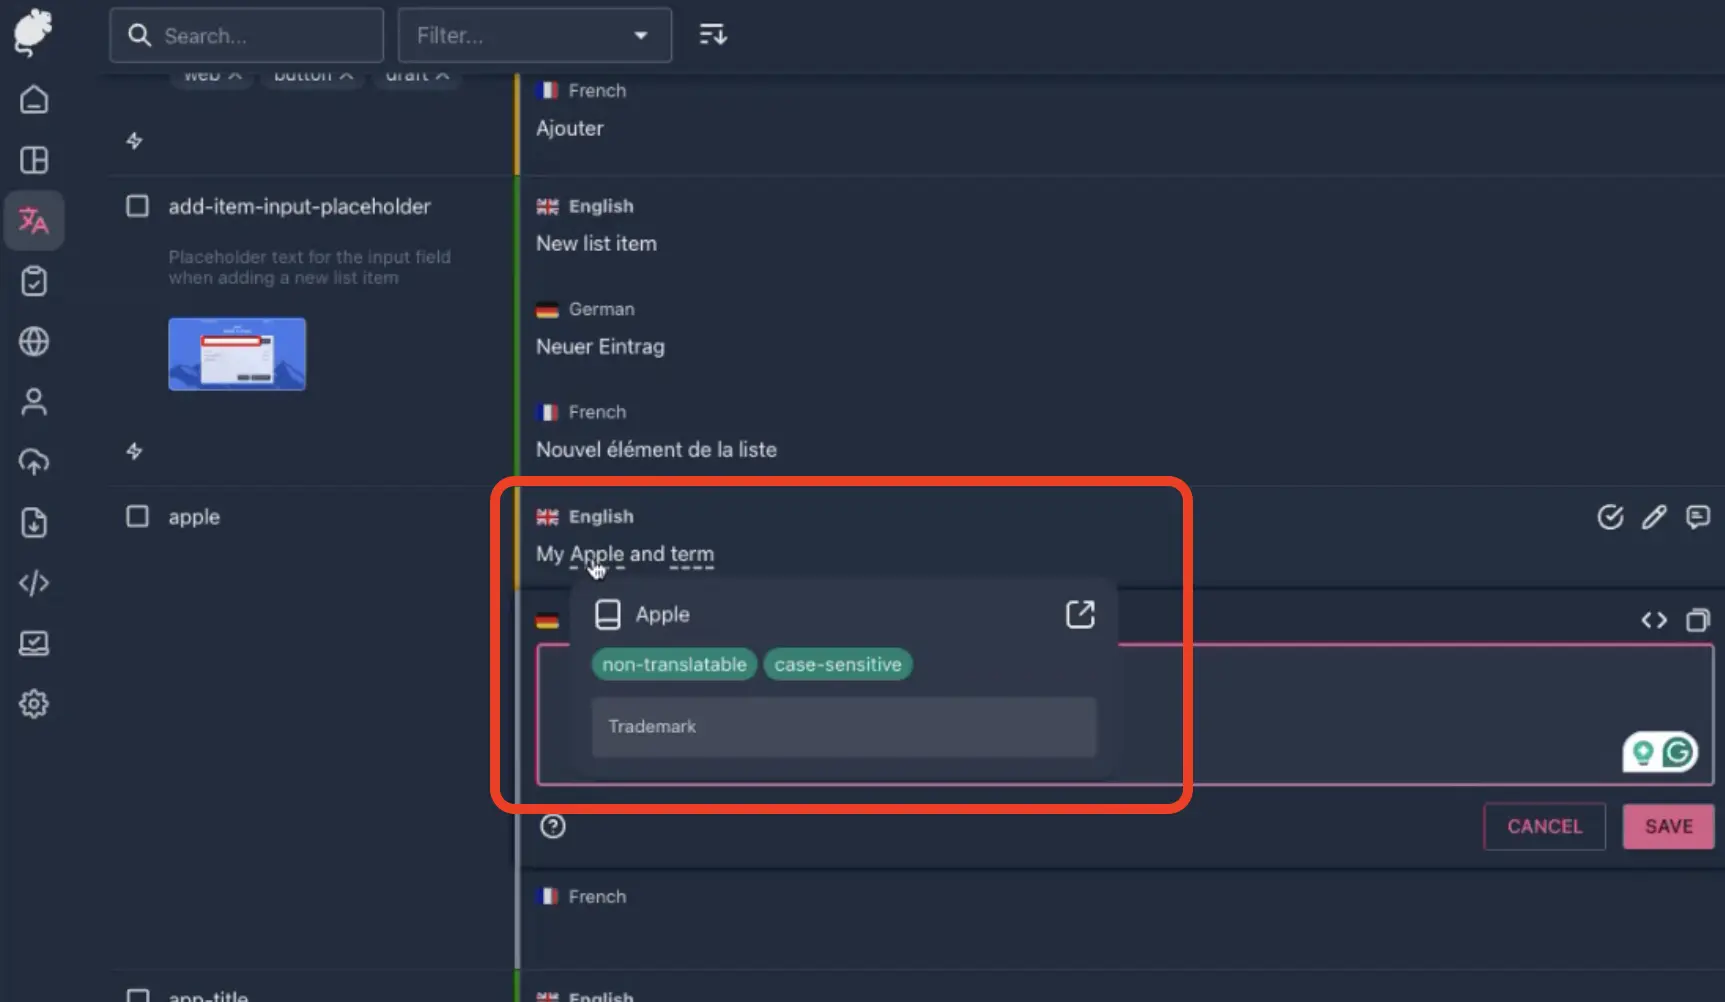 Search...
Filter...
web
button
draft
French
Ajouter
add-item-input-placeholder
Placeholder text for the input field
when adding a new list item
English
New list item
German
Neuer Eintrag
French
Nouvel élément de la liste
apple
English
My Apple and term
Apple
non-translatable
case-sensitive
Trademark
CANCEL
SAVE
French
app-title
English